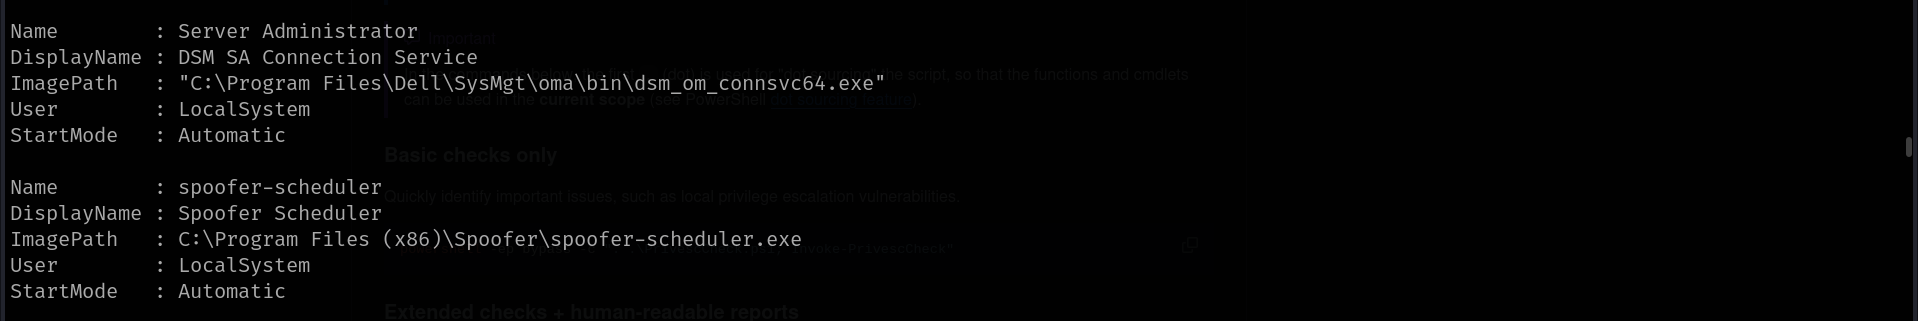 Name        : Server Administrator
DisplayName : DSM SA Connection Service
ImagePath   : "C:\Program Files\Dell\SysMgt\oma\bin\dsm_om_connsvc64.exe"
User        : LocalSystem
StartMode   : Automatic
Name        : spoofer-scheduler
DisplayName : Spoofer Scheduler
ImagePath   : C:\Program Files (x86)\Spoofer\spoofer-scheduler.exe
User        : LocalSystem
StartMode   : Automatic
Important
the script, so that the functions and cmdlets
can be used in the current scope (see PowerShell dot sourcing feature).
Basic checks only
Quickly identify important issues, such as local privilege escalation vulnerabilities.
Invoke-PrivescCheck"
Extended checks + human-readable reports